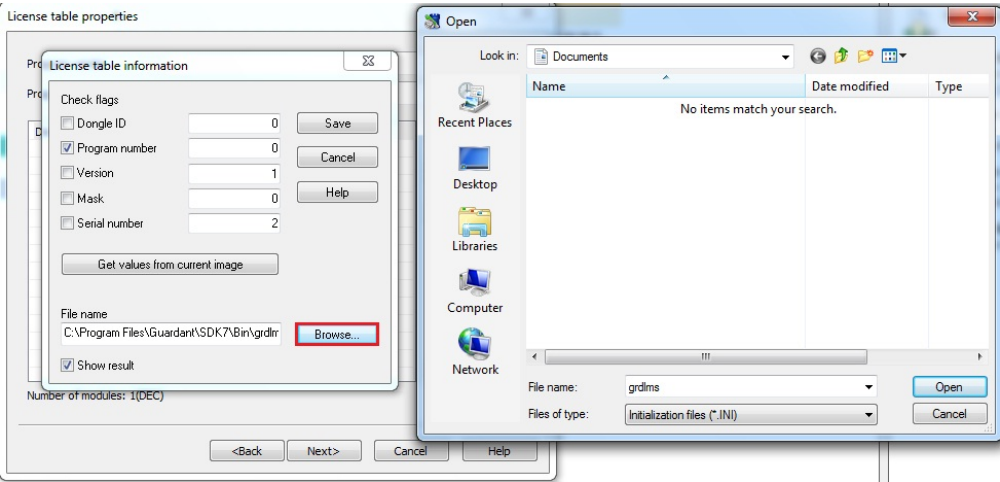 License table properties
License table information
Check flags
Dongle ID 0 Save
Program number 0
Cancel
Version 1
Mask 0 Help
Serial number 2
Get values from current image
File name
C:\Program Files\Guardant\SDK7\Bin\grdlm
Browse...
Show result
Number of modules: 1(DEC)
<Back Next> Cancel Help
Open
Look in: Documents
Name Date modified Type
No items match your search.
Recent Places
Desktop
Libraries
Computer
Network
File name: grdlms Open
Files of type: Initialization files (*.INI) Cancel